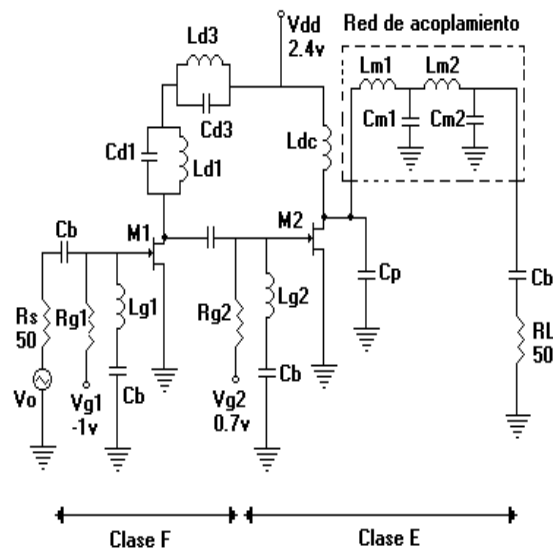 Vdd
2.4v
Red de acoplamiento
Ld3
Cd3
Lm1
Lm2
Cm1
Cm2
Cd1
Ld1
Ldc
Cb
M1
M2
Cp
Cb
Rs
50
Rg1
Lg1
Rg2
Lg2
RL
50
Vo
Vg1
-1v
Cb
Vg2
0.7v
Cb
Clase F
Clase E